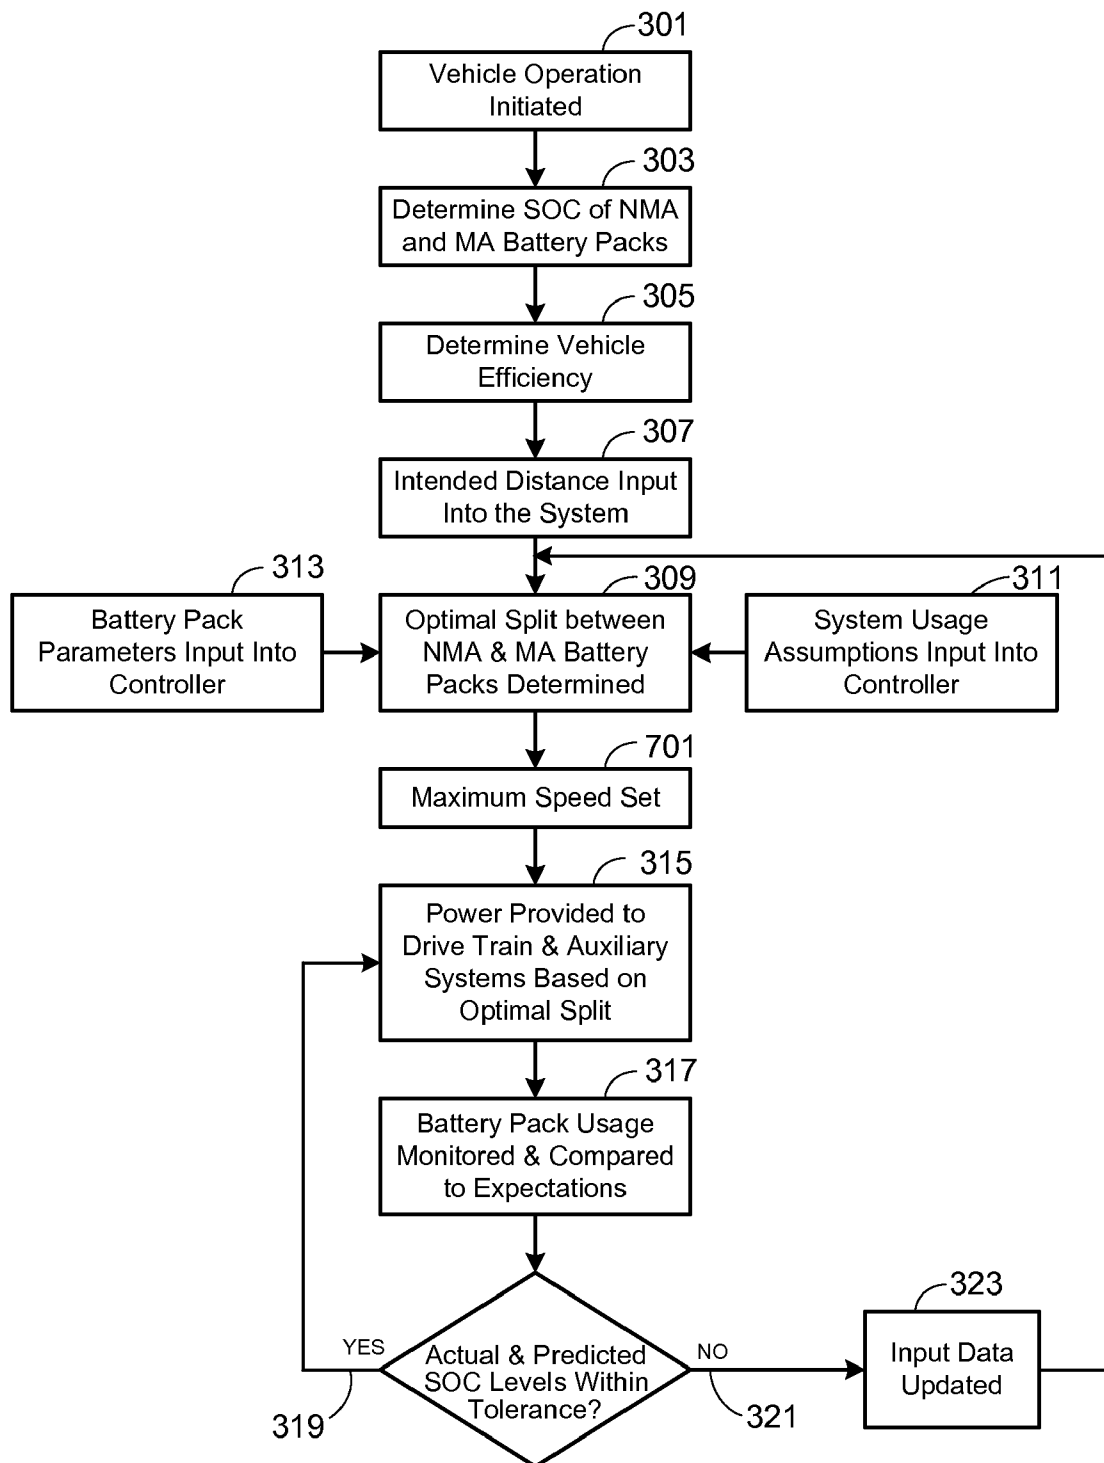 301
Vehicle Operation
Initiated
303
Determine SOC of NMA
and MA Battery Packs
305
Determine Vehicle
Efficiency
307
Intended Distance Input
Into the System
313
Battery Pack
Parameters Input Into
Controller
309
Optimal Split between
NMA & MA Battery
Packs Determined
311
System Usage
Assumptions Input Into
Controller
701
Maximum Speed Set
315
Power Provided to
Drive Train & Auxiliary
Systems Based on
Optimal Split
317
Battery Pack Usage
Monitored & Compared
to Expectations
YES
319
Actual & Predicted
SOC Levels Within
Tolerance?
NO
321
323
Input Data
Updated